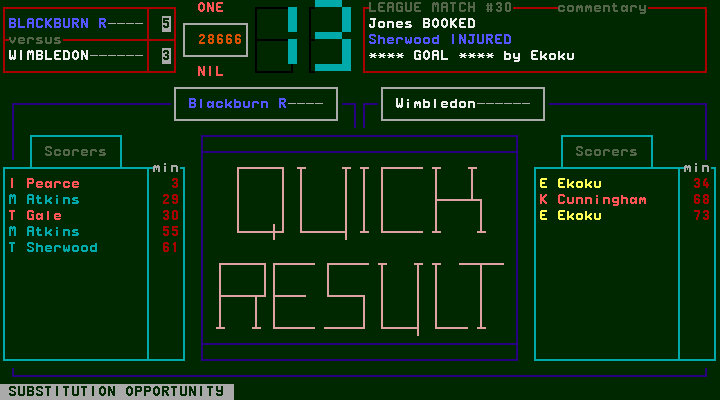 BLACKBURN R---- 5
versus
WIMBLEDON----- 3
ONE
28666
NIL
13
LEAGUE MATCH #30 commentary
Jones BOOKED
Sherwood INJURED
**** GOAL **** by Ekoku
Blackburn R----
Wimbledon------
Scorers
min
I Pearce 3
M Atkins 29
T Gale 30
M Atkins 55
T Sherwood 61
QUICK
RESULT
Scorers
min
E Ekoku 34
K Cunningham 68
E Ekoku 73
SUBSTITUTION OPPORTUNITY